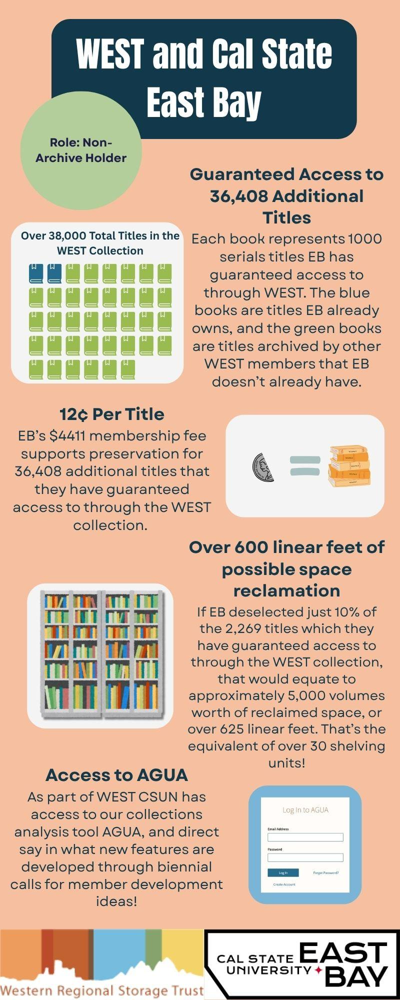 WEST and Cal State
East Bay
Role: Non-
Archive Holder
Guaranteed Access to
36,408 Additional
Titles
Each book represents 1000
serials titles EB has
guaranteed access to
through WEST. The blue
books are titles EB already
owns, and the green books
are titles archived by other
WEST members that EB
doesn’t already have.
Over 38,000 Total Titles in the
WEST Collection
12¢ Per Title
EB’s $4411 membership fee
supports preservation for
36,408 additional titles that
they have guaranteed
access to through the WEST
collection.
Over 600 linear feet of
possible space
reclamation
If EB deselected just 10% of
the 2,269 titles which they
have guaranteed access to
through the WEST collection,
that would equate to
approximately 5,000 volumes
worth of reclaimed space, or
over 625 linear feet. That’s the
equivalent of over 30 shelving
units!
Access to AGUA
As part of WEST CSUN has
access to our collections
analysis tool AGUA, and direct
say in what new features are
developed through biennial
calls for member development
ideas!
Log In to AGUA
Email Address
Password
Log In
Forgot Password?
Create Account
Western Regional Storage Trust
CAL STATE EAST
UNIVERSITY BAY